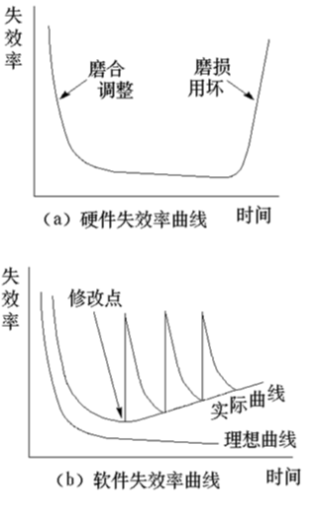 失效率
磨合
调整
磨损
用坏
(a)硬件失效率曲线
时间
失效率
修改点
实际曲线
理想曲线
(b)软件失效率曲线
时间